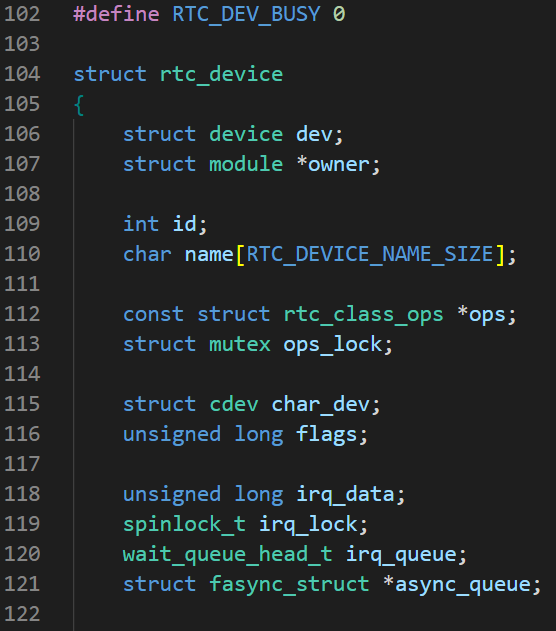 102 #define RTC_DEV_BUSY 0
103
104 struct rtc_device
105 {
106     struct device dev;
107     struct module *owner;
108
109     int id;
110     char name[RTC_DEVICE_NAME_SIZE];
111
112     const struct rtc_class_ops *ops;
113     struct mutex ops_lock;
114
115     struct cdev char_dev;
116     unsigned long flags;
117
118     unsigned long irq_data;
119     spinlock_t irq_lock;
120     wait_queue_head_t irq_queue;
121     struct fasync_struct *async_queue;
122